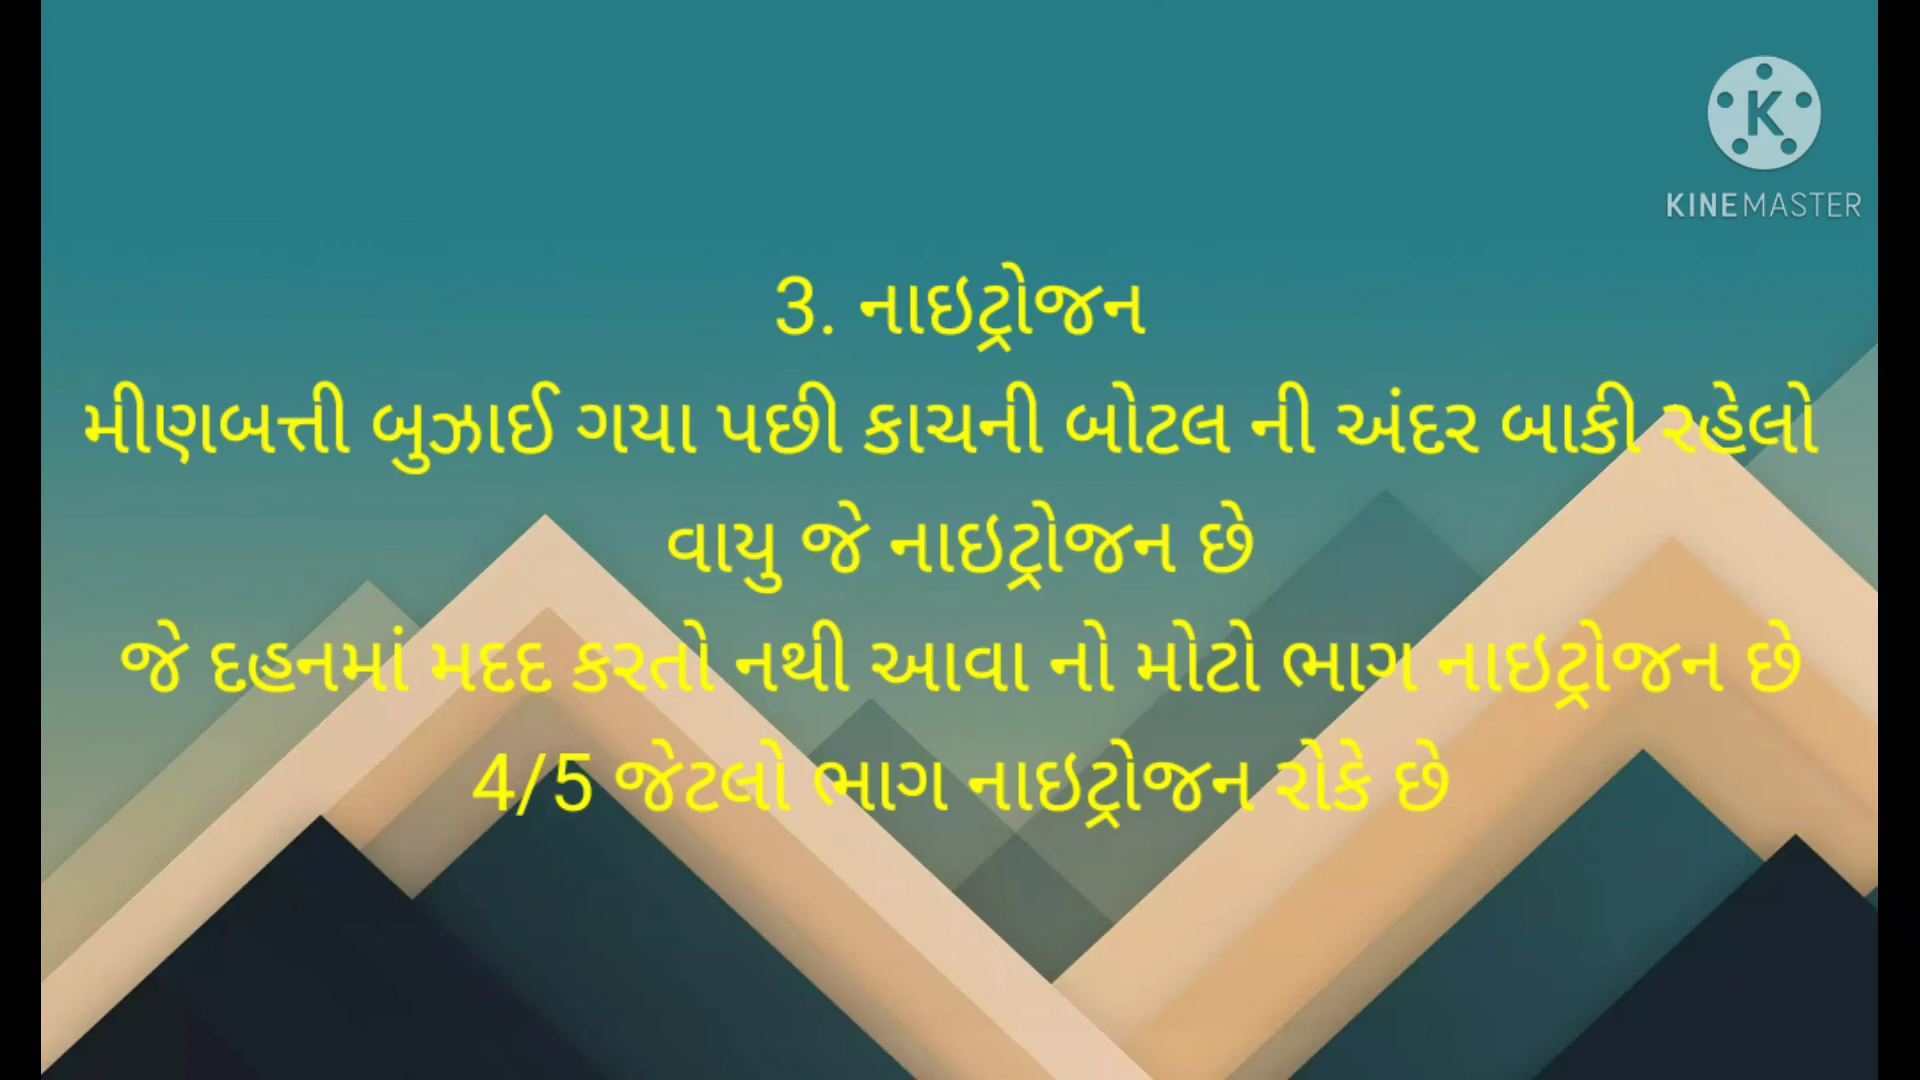 K
KINEMASTER
3. નાઇટ્રોજન
મીણબત્તી બુઝાઈ ગયા પછી કાચની બોટલ ની અંદર બાકી રહેલો
વાયુ જે નાઇટ્રોજન છે
જે દહનમાં મદદ કરતો નથી આવા નો મોટો ભાગ નાઇટ્રોજન છે
4/5 જેટલો ભાગ નાઇટ્રોજન રોકે છે